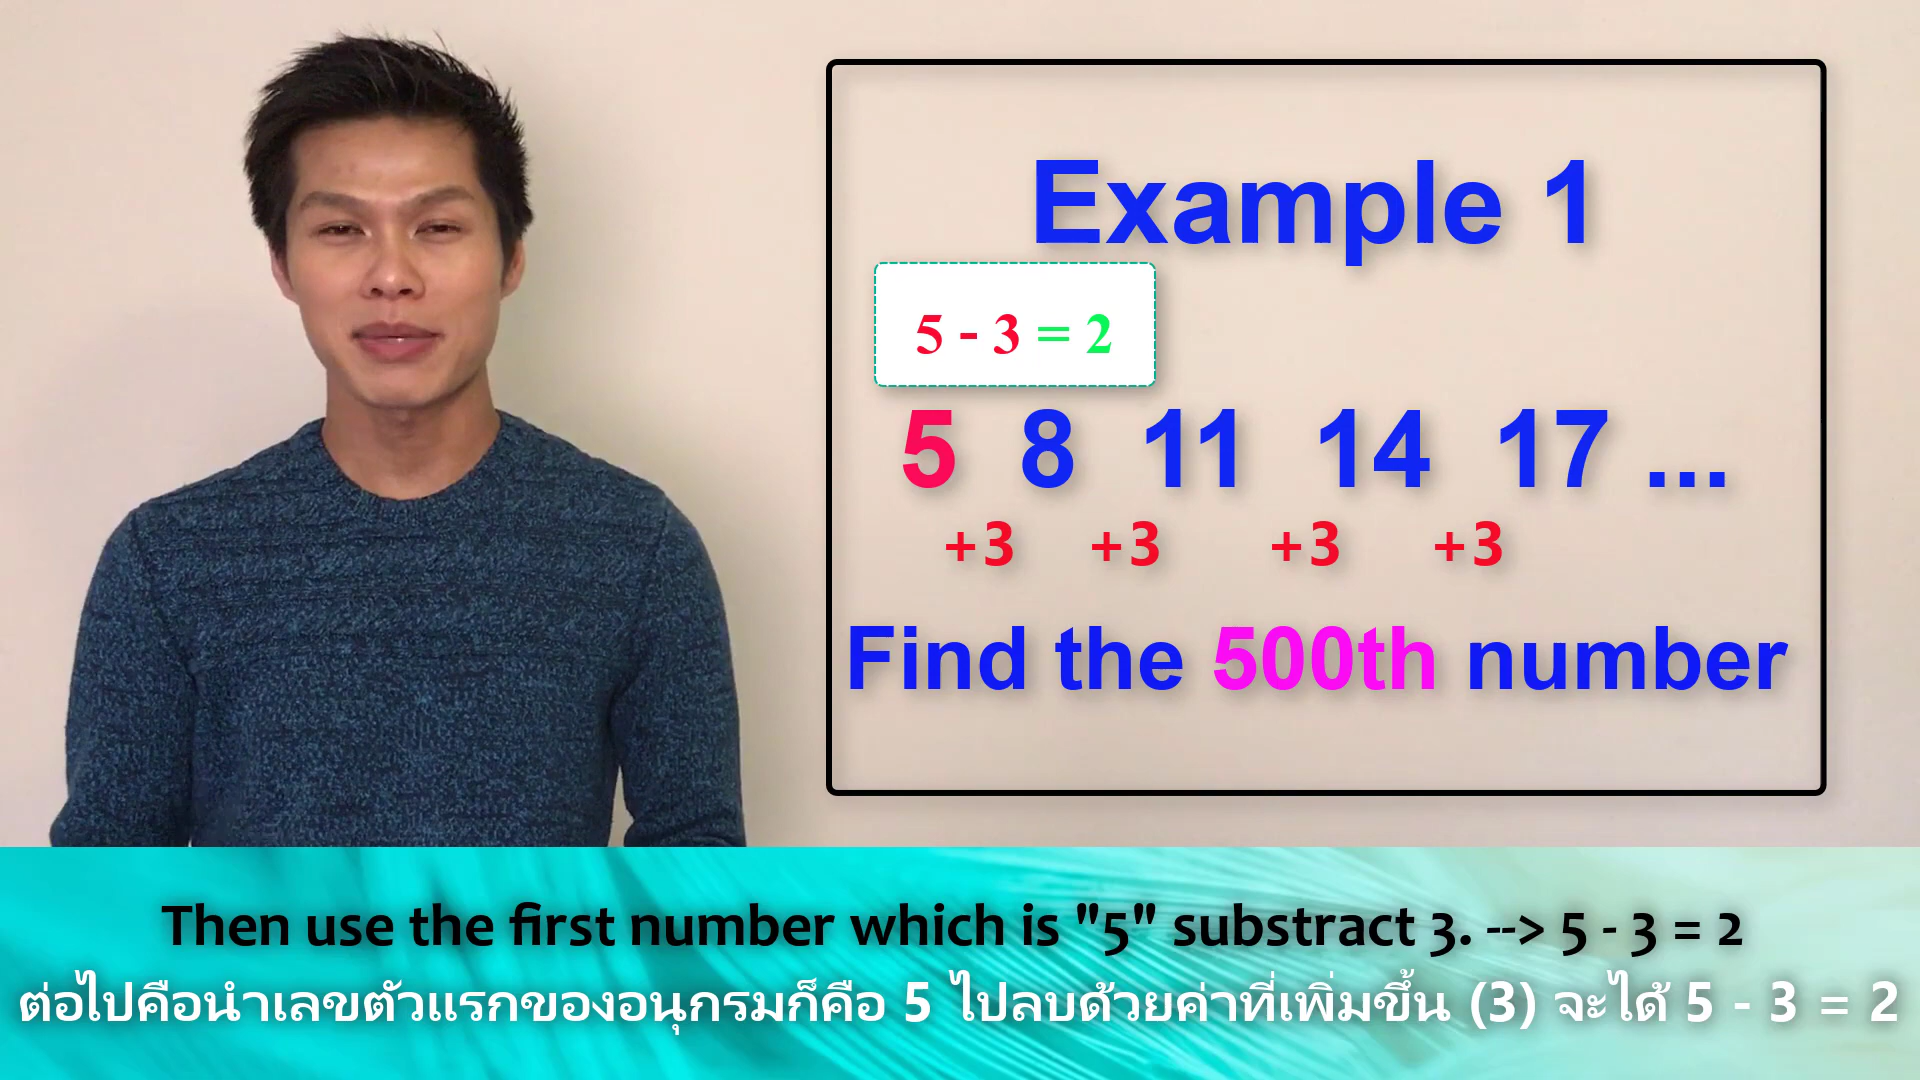 Example 1
5 - 3 = 2
5 8 11 14 17 ...
+3 +3 +3 +3
Find the 500th number
Then use the first number which is "5" substract 3. --> 5 - 3 = 2
ต่อไปคือนำเลขตัวแรกของอนุกรมก็คือ 5 ไปลบด้วยค่าที่เพิ่มขึ้น (3) จะได้ 5 - 3 = 2